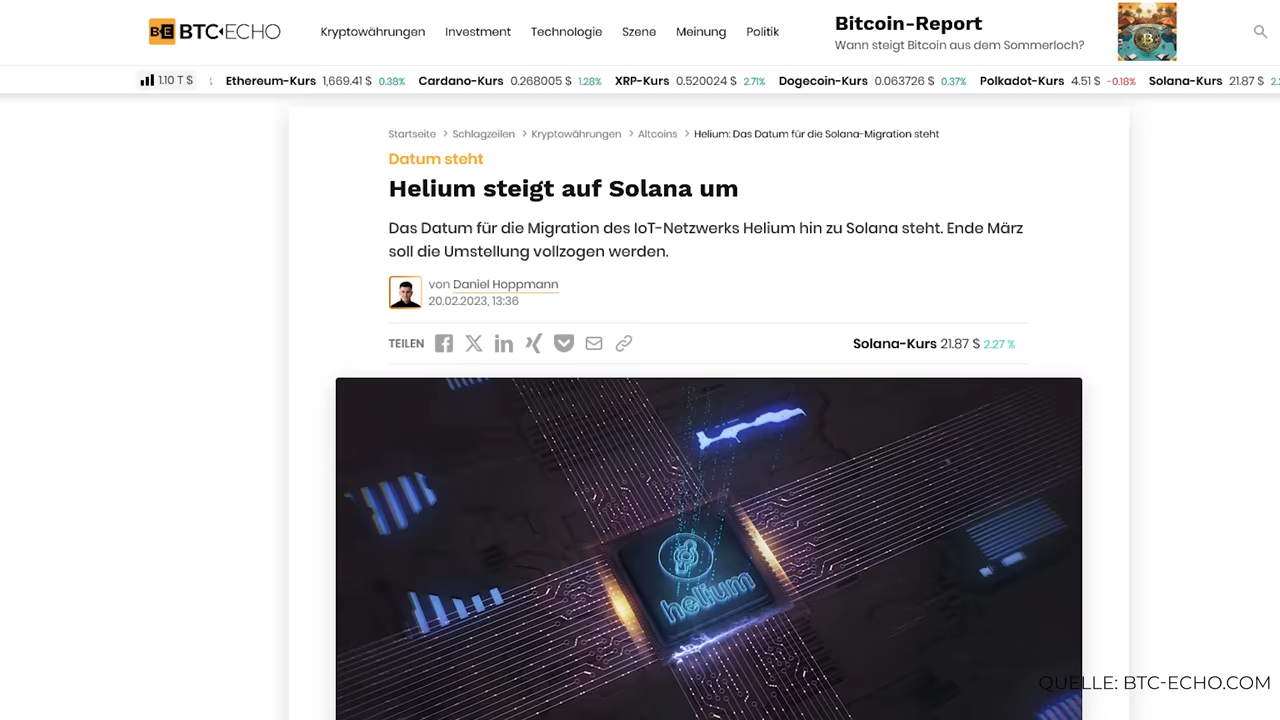 BE BTC-ECHO
Kryptowährungen Investment Technologie Szene Meinung Politik
Bitcoin-Report
Wann steigt Bitcoin aus dem Sommerloch?
1.10 T $ Ethereum-Kurs 1,669.41 $ 0.38% Cardano-Kurs 0.268005 $ 1.28% XRP-Kurs 0.520024 $ 2.71% Dogecoin-Kurs 0.063726 $ 0.37% Polkadot-Kurs 4.51 $ -0.18% Solana-Kurs 21.87 $
Startseite > Schlagzeilen > Kryptowährungen > Altcoins > Helium: Das Datum für die Solana-Migration steht
Datum steht
Helium steigt auf Solana um
Das Datum für die Migration des IoT-Netzwerks Helium hin zu Solana steht. Ende März
soll die Umstellung vollzogen werden.
von Daniel Hoppmann
20.02.2023, 13:36
TEILEN
Solana-Kurs 21.87 $ 2.27 %
helium
QUELLE: BTC-ECHO.COM